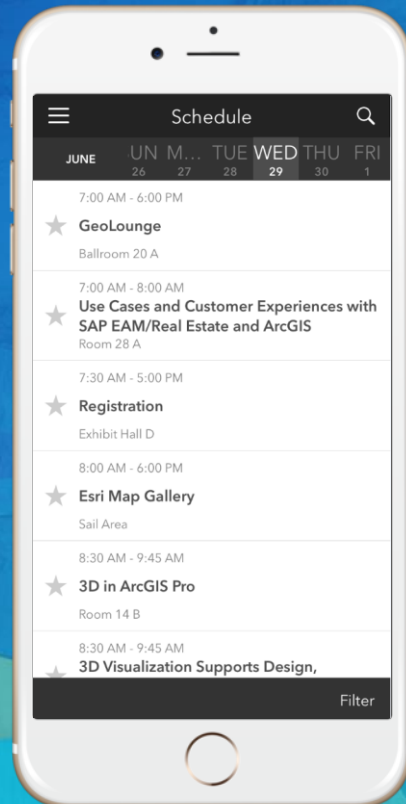 Schedule
JUNE
UN M... TUE WED THU FRI
26 27 28 29 30 1
7:00 AM - 6:00 PM
GeoLounge
Ballroom 20 A
7:00 AM - 8:00 AM
Use Cases and Customer Experiences with
SAP EAM/Real Estate and ArcGIS
Room 28 A
7:30 AM - 5:00 PM
Registration
Exhibit Hall D
8:00 AM - 6:00 PM
Esri Map Gallery
Sail Area
8:30 AM - 9:45 AM
3D in ArcGIS Pro
Room 14 B
8:30 AM - 9:45 AM
3D Visualization Supports Design,
Filter